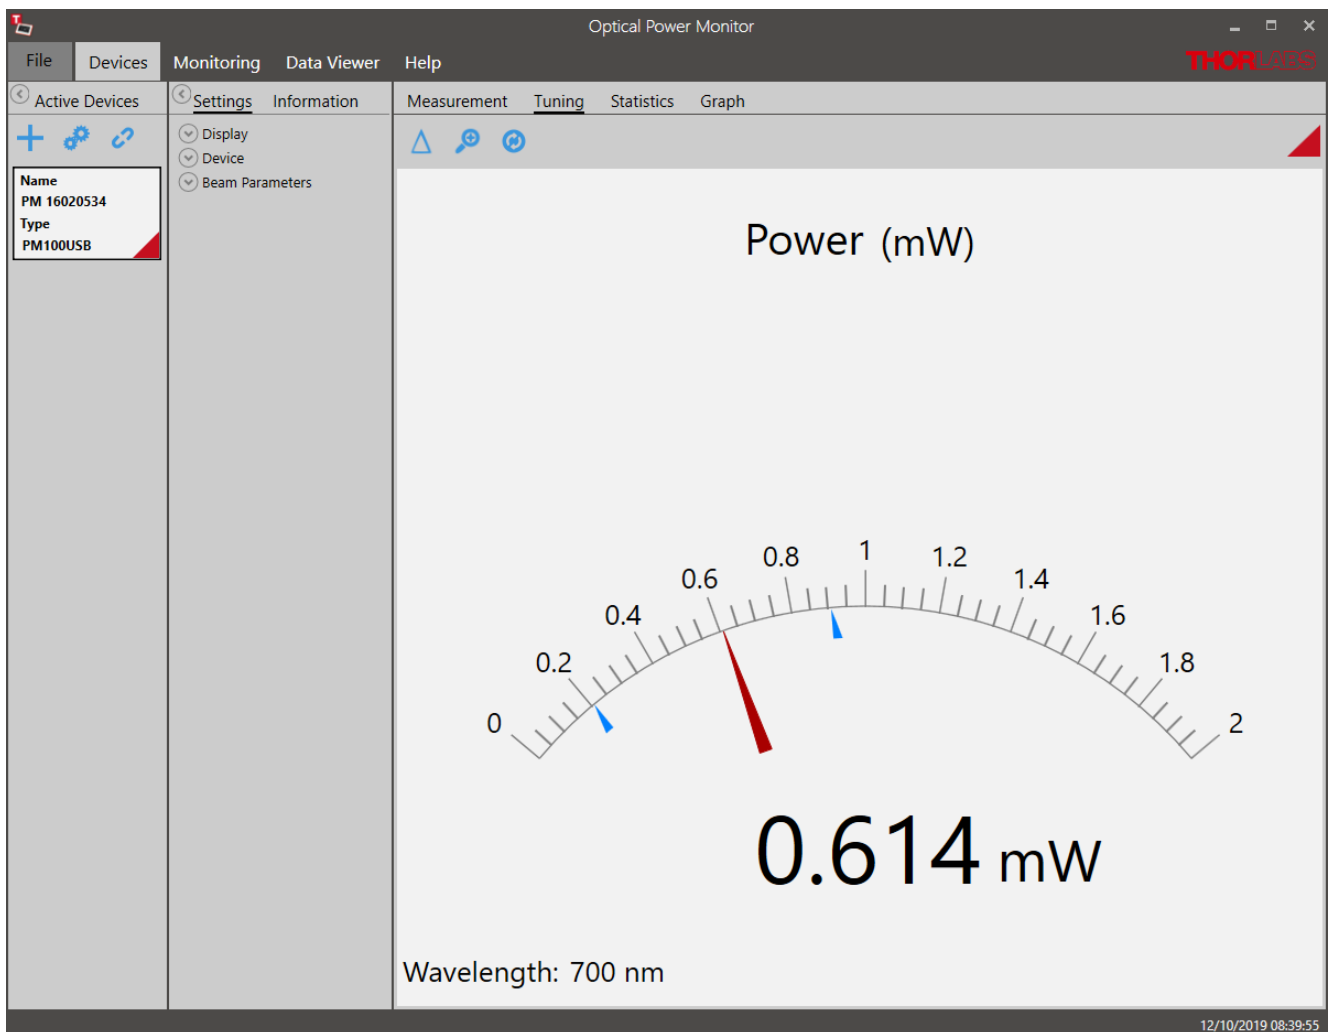 Optical Power Monitor
File Devices Monitoring Data Viewer Help
THORLABS
Active Devices
Settings Information
Measurement Tuning Statistics Graph
Name
PM 16020534
Type
PM100USB
Display
Device
Beam Parameters
Power (mW)
0 0.2 0.4 0.6 0.8 1 1.2 1.4 1.6 1.8 2
0.614 mW
Wavelength: 700 nm
12/10/2019 08:39:55